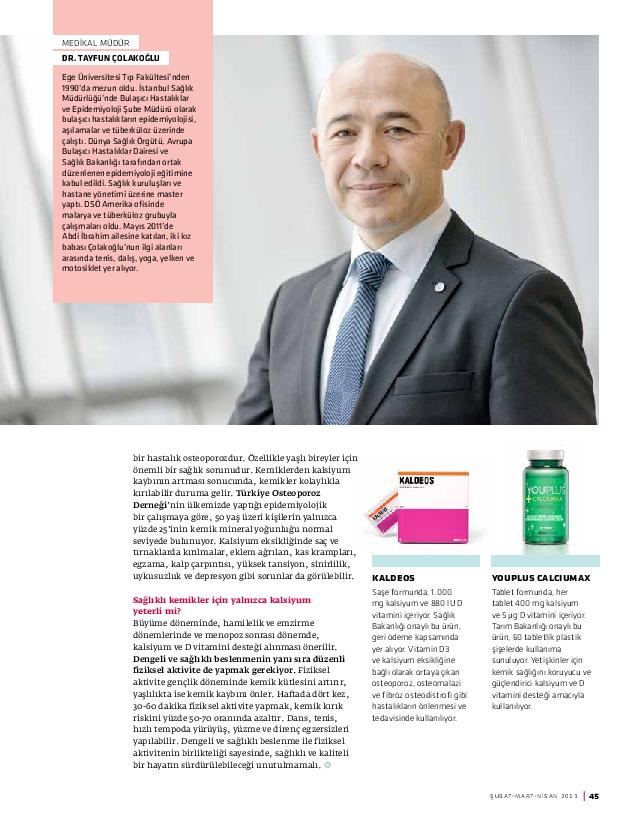 MEDİKAL MÜDÜR
DR. TAYFUN ÇOLAKOĞLU
Ege Üniversitesi Tıp Fakültesi'nden
1990'da mezun oldu. İstanbul Sağlık
Müdürlüğü'nde Bulaşıcı Hastalıklar
ve Epidemiyoloji Şube Müdürü olarak
bulaşıcı hastalıkların epidemiyolojisi,
aşılamalar ve tüberküloz üzerinde
çalıştı. Dünya Sağlık Örgütü, Avrupa
Bulaşıcı Hastalıklar Dairesi ve
Sağlık Bakanlığı tarafından ortak
düzenlenen epidemiyoloji eğitimine
kabul edildi. Sağlık kuruluşları ve
hastane yönetimi üzerine master
yaptı. DSÖ Amerika ofisinde
malarya ve tüberküloz grubuyla
çalışmaları oldu. Mayıs 2011'de
Abdi İbrahim ailesine katılan, iki kız
babası Çolakoğlu'nun ilgi alanları
arasında tenis, dalış, yoga, yelken ve
motosiklet yer alıyor.
bir hastalık osteoporozdur. Özellikle yaşlı bireyler için
önemli bir sağlık sorunudur. Kemiklerden kalsiyum
kaybının artması sonucunda, kemikler kolaylıkla
kırılabilir duruma gelir. Türkiye Osteoporoz
Derneği'nin ülkemizde yaptığı epidemiyolojik
bir çalışmaya göre, 50 yaş üzeri kişilerin yalnızca
yüzde 25'inin kemik mineral yoğunluğu normal
seviyede bulunuyor. Kalsiyum eksikliğinde saç ve
tırnaklarda kırılmalar, eklem ağrıları, kas krampları,
egzama, kalp çarpıntısı, yüksek tansiyon, sinirlilik,
uykusuzluk ve depresyon gibi sorunlar da görülebilir.
Sağlıklı kemikler için yalnızca kalsiyum
yeterli mi?
Büyüme döneminde, hamilelik ve emzirme
dönemlerinde ve menopoz sonrası dönemde,
kalsiyum ve D vitamini desteği alınması önerilir.
Dengeli ve sağlıklı beslenmenin yanı sıra düzenli
fiziksel aktivite de yapmak gerekiyor. Fiziksel
aktivite gençlik döneminde kemik kütlesini artırır,
yaşlılıkta ise kemik kaybını önler. Haftada dört kez,
30-60 dakika fiziksel aktivite yapmak, kemik kırık
riskini yüzde 50-70 oranında azaltır. Dans, tenis,
hızlı tempoda yürüyüş, yüzme ve direnç egzersizleri
yapılabilir. Dengeli ve sağlıklı beslenme ile fiziksel
aktivitenin birlikteliği sayesinde, sağlıklı ve kaliteli
bir hayatın sürdürülebileceği unutulmamalı.
KALDEOS
KALDEOS
Saşe formunda, 1.000
mg kalsiyum ve 880 IU D
vitamini içeriyor. Sağlık
Bakanlığı onaylı bu ürün,
geri ödeme kapsamında
yer alıyor. Vitamin D3
ve kalsiyum eksikliğine
bağlı olarak ortaya çıkan
osteoporoz, osteomalazi
ve fibröz osteodistrofi gibi
hastalıkların önlenmesi ve
tedavisinde kullanılıyor.
YOUPLUS
CALCIUMAX
YOUPLUS CALCIUMAX
Tablet formunda, her
tablet 400 mg kalsiyum
ve 5 µg D vitamini içeriyor.
Tarım Bakanlığı onaylı bu
ürün, 60 tabletlik plastik
şişelerde kullanıma
sunuluyor. Yetişkinler için
kemik sağlığını koruyucu ve
güçlendirici kalsiyum ve D
vitamini desteği amacıyla
kullanılıyor.
ŞUBAT-MART-NİSAN 2013 | 45